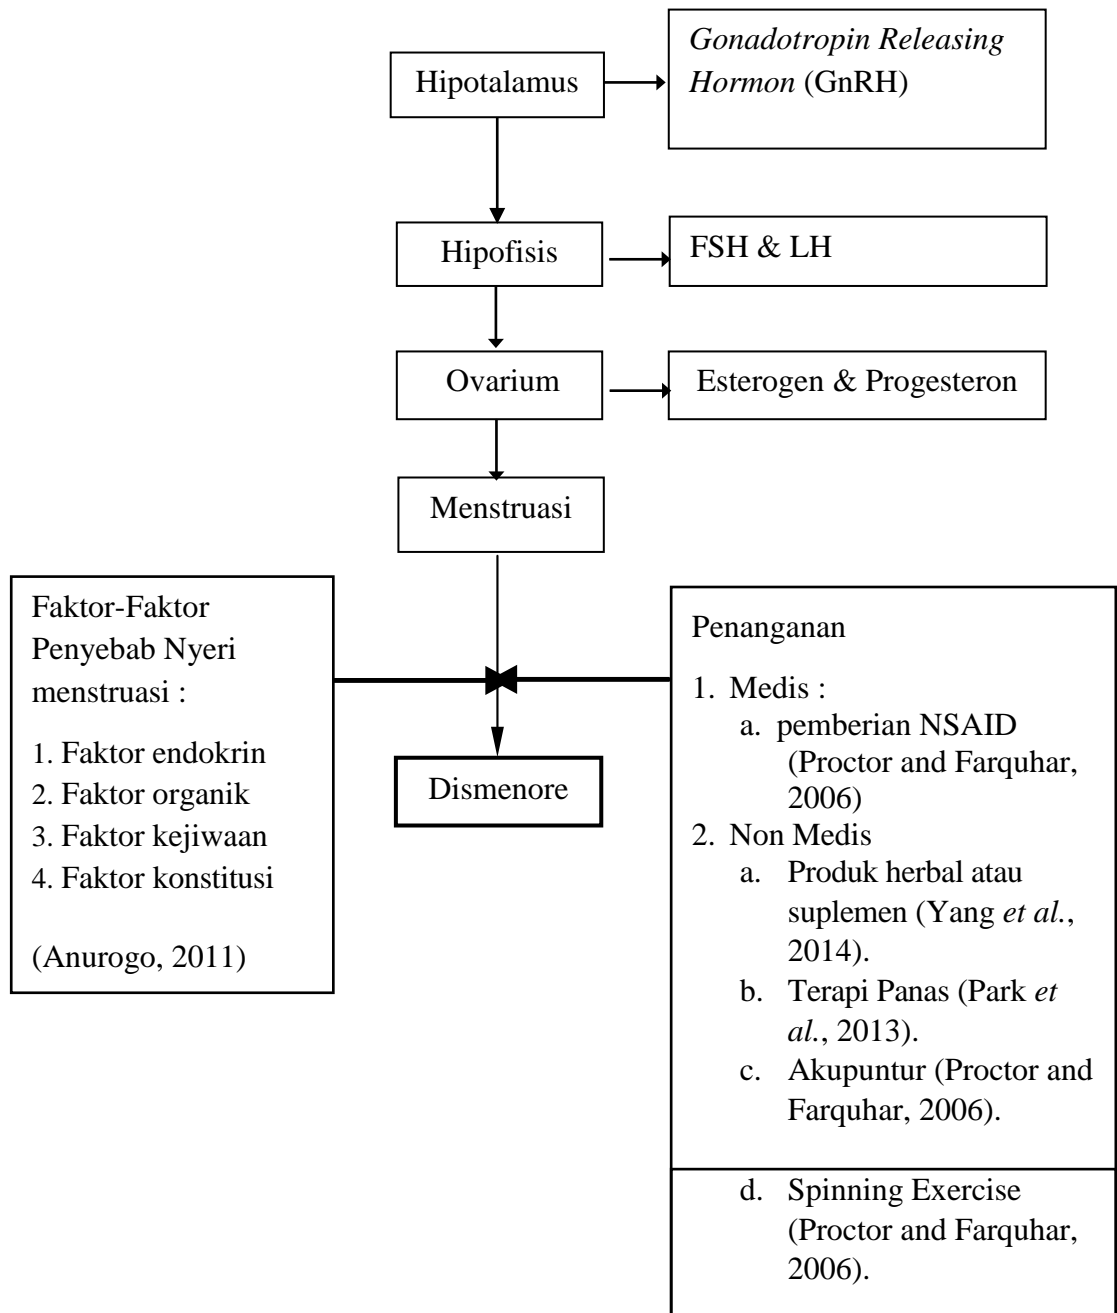 Hipotalamus
Gonadotropin Releasing
Hormon (GnRH)
Hipofisis
FSH & LH
Ovarium
Esterogen & Progesteron
Menstruasi
Faktor-Faktor
Penyebab Nyeri
menstruasi :
1. Faktor endokrin
2. Faktor organik
3. Faktor kejiwaan
4. Faktor konstitusi
(Anurogo, 2011)
Dismenore
Penanganan
1. Medis :
a. pemberian NSAID
(Proctor and Farquhar,
2006)
2. Non Medis
a. Produk herbal atau
suplemen (Yang et al.,
2014).
b. Terapi Panas (Park et
al., 2013).
c. Akupuntur (Proctor and
Farquhar, 2006).
d. Spinning Exercise
(Proctor and Farquhar,
2006).